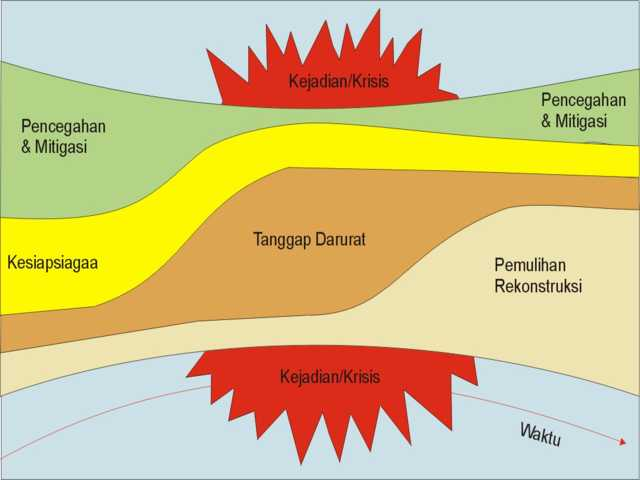 Kejadian/Krisis
Pencegahan
& Mitigasi
Pencegahan
& Mitigasi
Kesiapsiagaa
Tanggap Darurat
Pemulihan
Rekonstruksi
Kejadian/Krisis
Waktu